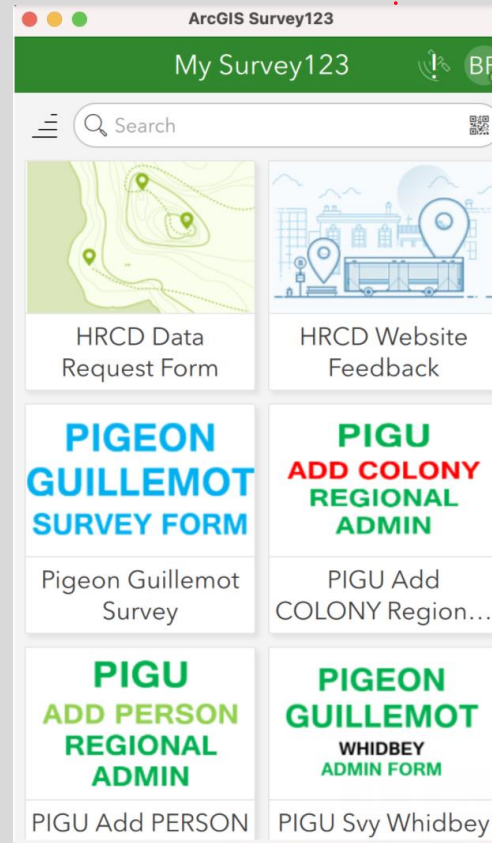 ArcGIS Survey123
My Survey123
BF
Search
HRCD Data
Request Form
HRCD Website
Feedback
PIGEON
GUILLEMOT
SURVEY FORM
Pigeon Guillemot
Survey
PIGU
ADD COLONY
REGIONAL
ADMIN
PIGU Add
COLONY Region...
PIGU
ADD PERSON
REGIONAL
ADMIN
PIGU Add PERSON
PIGEON
GUILLEMOT
WHIDBEY
ADMIN FORM
PIGU Svy Whidbey